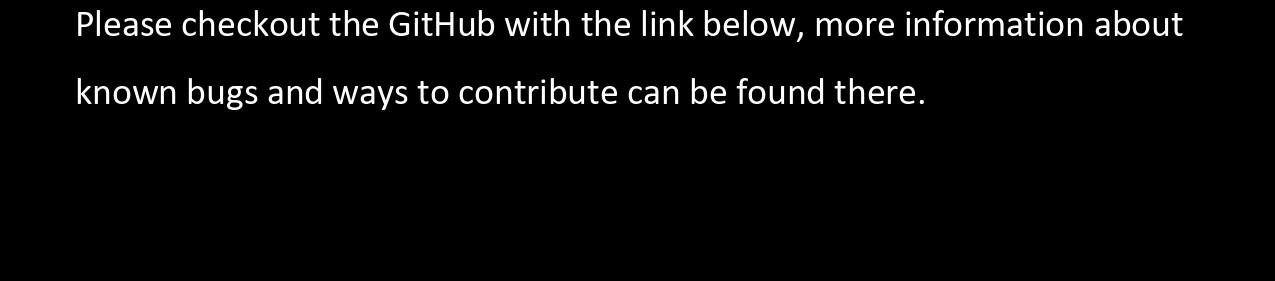 Please checkout the GitHub with the link below, more information about
known bugs and ways to contribute can be found there.